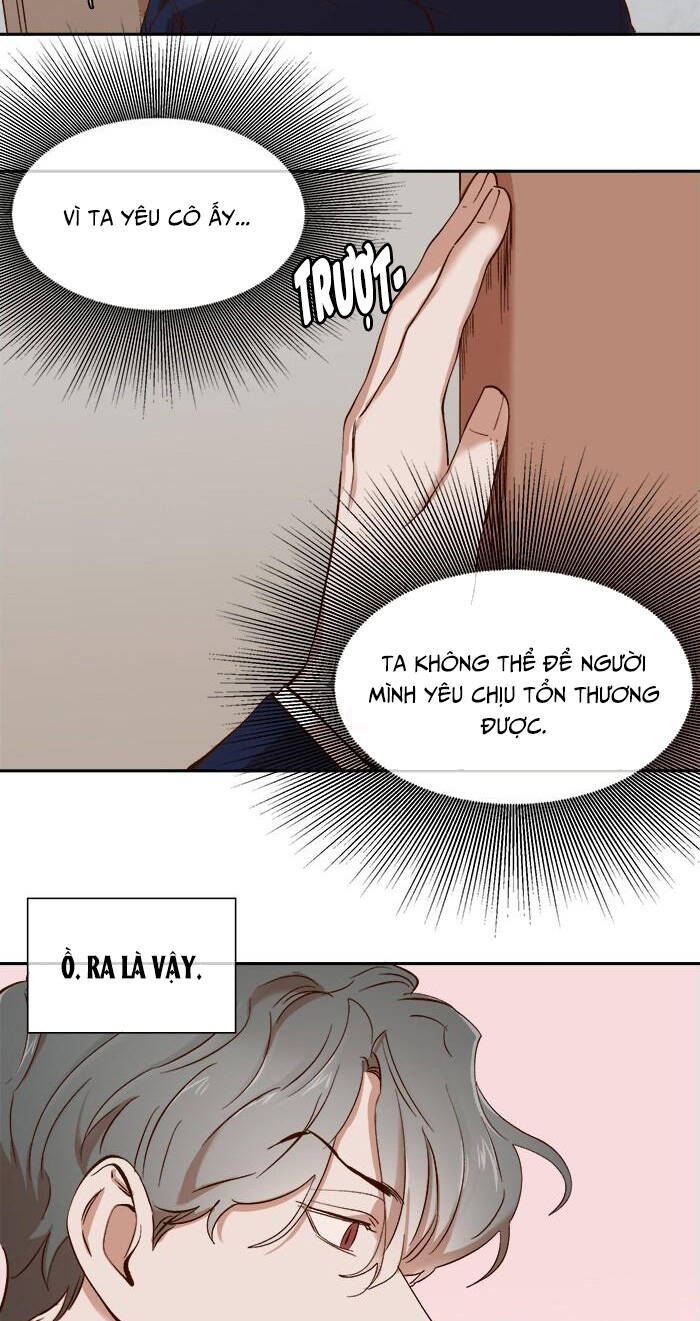 VÌ TA YÊU CÔ ẤY...
TRƯỢT-
TA KHÔNG THỂ ĐỂ NGƯỜI
MÌNH YÊU CHỊU TỔN THƯƠNG
ĐƯỢC.
Ồ. RA LÀ VẬY.